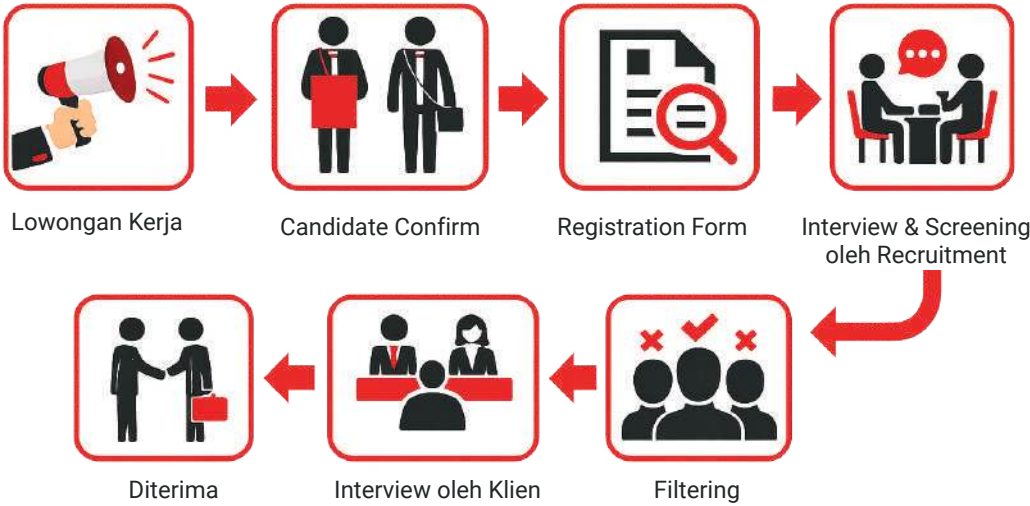 Lowongan Kerja
Candidate Confirm
Registration Form
Interview & Screening
oleh Recruitment
Filtering
Interview oleh Klien
Diterima